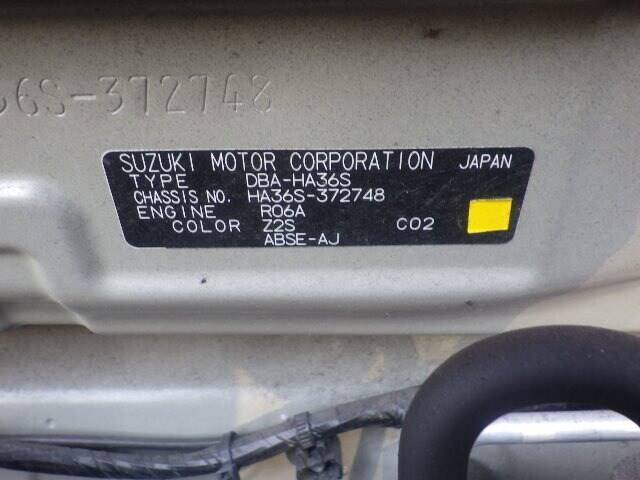 36S-372748
SUZUKI MOTOR CORPORATION JAPAN
TYPE DBA-HA36S
CHASSIS NO. HA36S-372748
ENGINE R06A
COLOR Z2S C02
ABSE-AJ